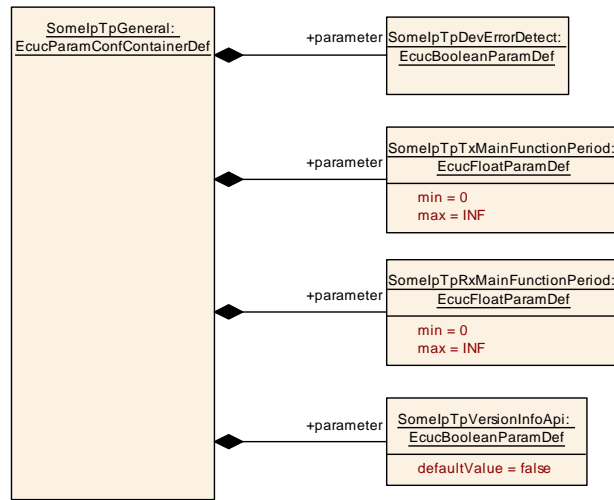 SomeIpTpGeneral:
EcucParamConfContainerDef
+parameter
SomeIpTpDevErrorDetect:
EcucBooleanParamDef
+parameter
SomeIpTpTxMainFunctionPeriod:
EcucFloatParamDef
min = 0
max = INF
+parameter
SomeIpTpRxMainFunctionPeriod:
EcucFloatParamDef
min = 0
max = INF
+parameter
SomeIpTpVersionInfoApi:
EcucBooleanParamDef
defaultValue = false